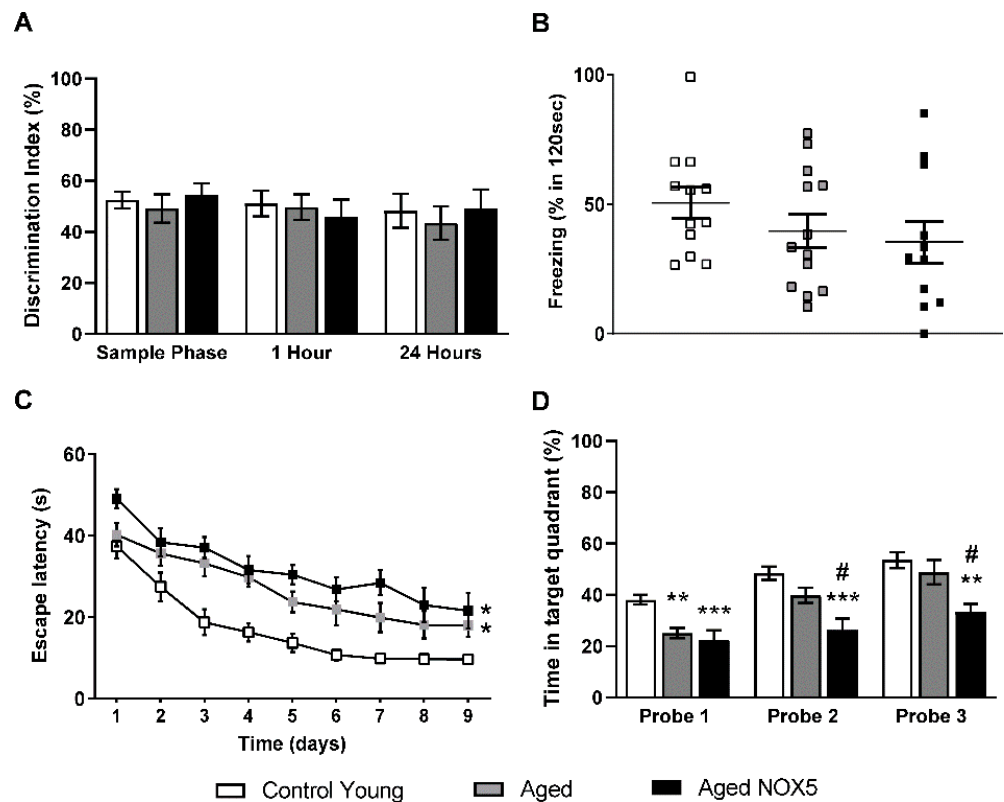 A
Discrimination Index (%)
100
80
60
40
20
0
Sample Phase
1 Hour
24 Hours
B
Freezing (% in 120sec)
100
50
0
C
Escape latency (s)
60
40
20
0
*
*
1 2 3 4 5 6 7 8 9
Time (days)
D
Time in target quadrant (%)
100
80
60
40
20
0
** ***
#
***
#
**
Probe 1
Probe 2
Probe 3
Control Young
Aged
Aged NOX5